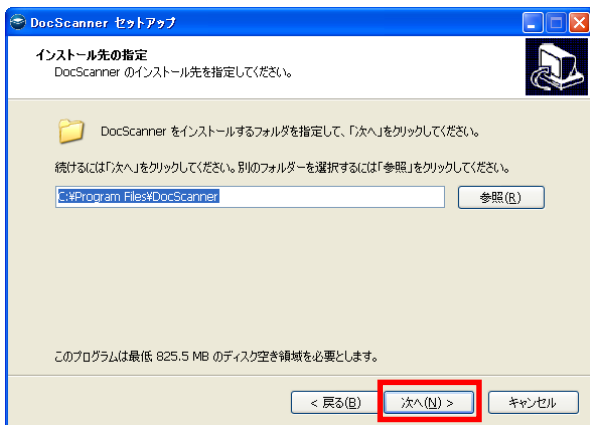 DocScanner セットアップ
インストール先の指定
DocScanner のインストール先を指定してください。
DocScanner をインストールするフォルダを指定して、「次へ」をクリックしてください。
続けるには「次へ」をクリックしてください。別のフォルダーを選択するには「参照」をクリックしてください。
C:¥Program Files¥DocScanner
参照(R)
このプログラムは最低 825.5 MB のディスク空き領域を必要とします。
< 戻る(B)
次へ(N) >
キャンセル